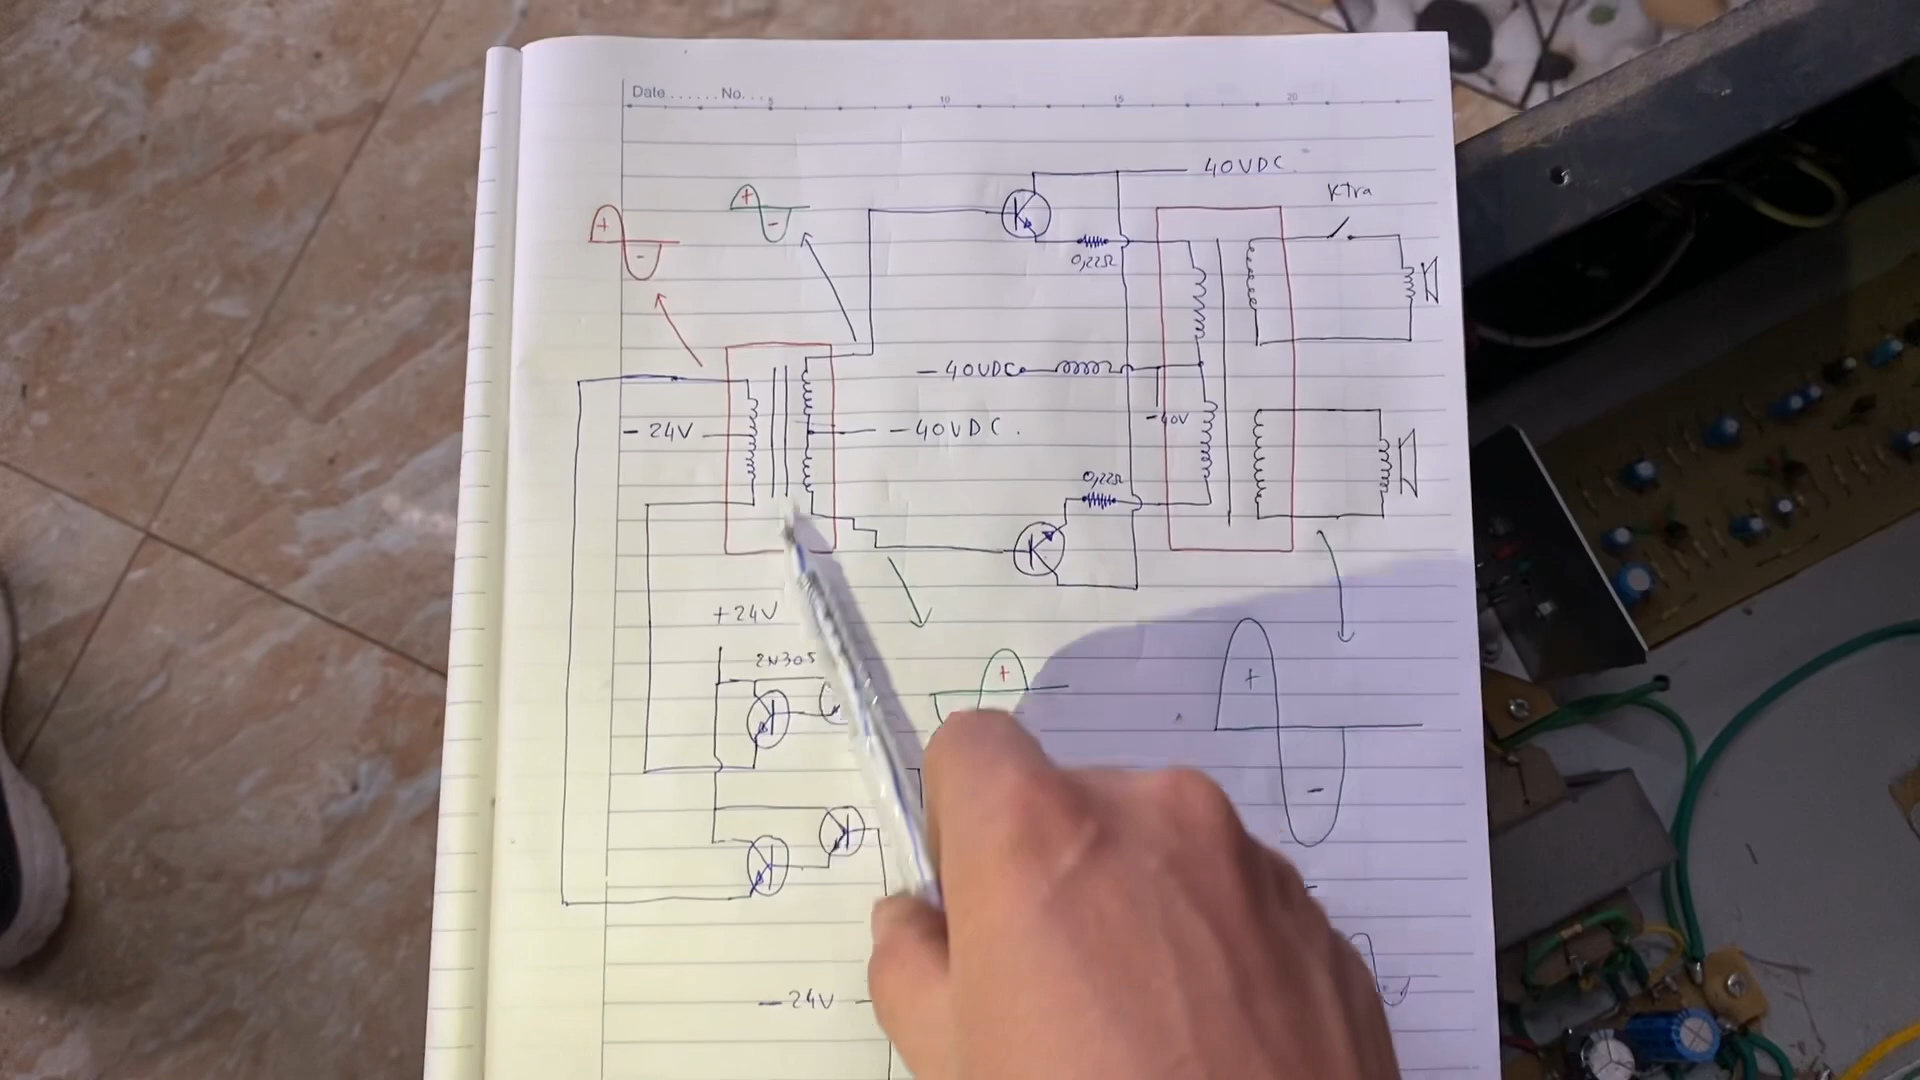 Date.......No....
5 10 15 20
40VDC
Ktra
+
-
+
-
0,22Ω
- 40VDC
- 24V
- 40VDC.
- 40V
0,22Ω
+24V
2N305
+
+
-
- 24V